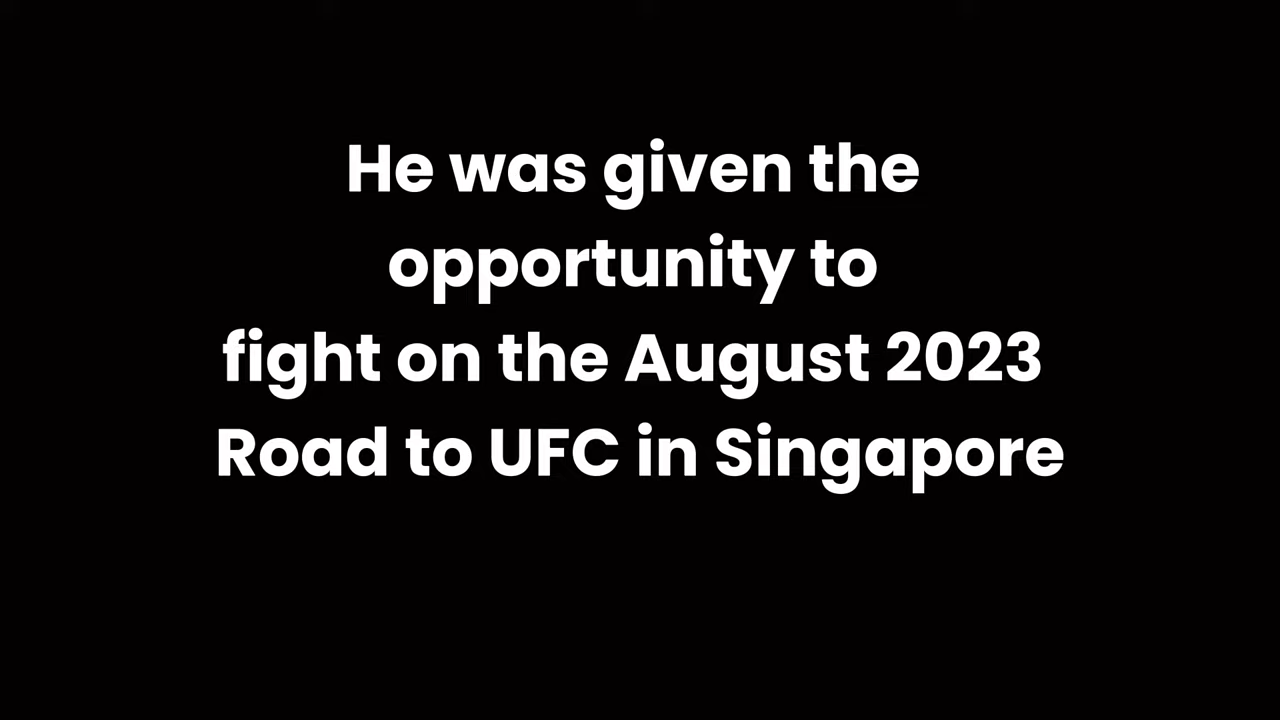 He was given the
opportunity to
fight on the August 2023
Road to UFC in Singapore